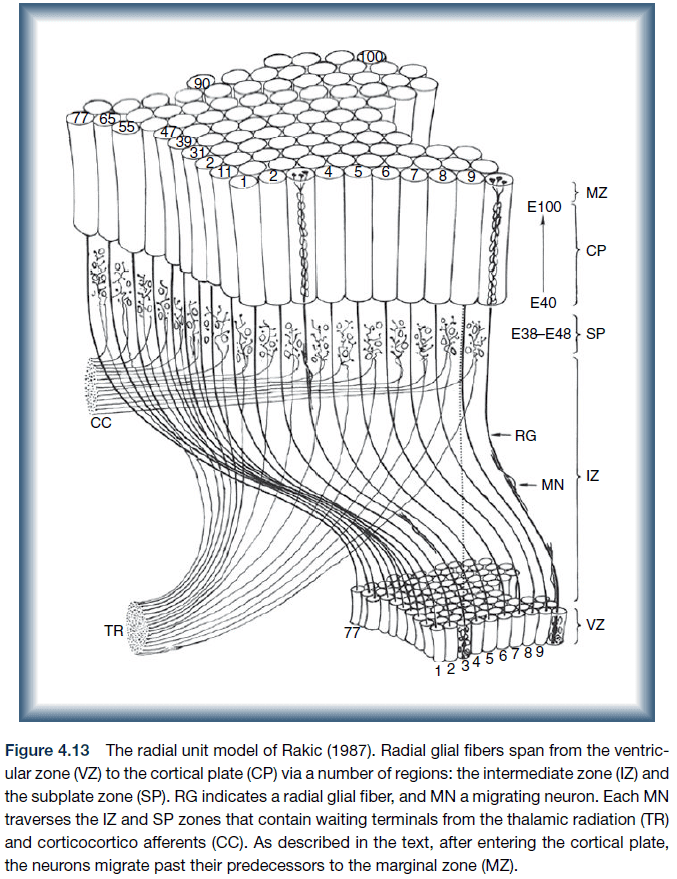 100
90
77 65 55 47 39 31 2 11 1 2 4 5 6 7 8 9
MZ
E100
CP
E40
E38–E48 SP
CC
RG
MN
IZ
TR
VZ
77
1 2 3 4 5 6 7 8 9
Figure 4.13 The radial unit model of Rakic (1987). Radial glial fibers span from the ventric-
ular zone (VZ) to the cortical plate (CP) via a number of regions: the intermediate zone (IZ) and
the subplate zone (SP). RG indicates a radial glial fiber, and MN a migrating neuron. Each MN
traverses the IZ and SP zones that contain waiting terminals from the thalamic radiation (TR)
and corticocortico afferents (CC). As described in the text, after entering the cortical plate,
the neurons migrate past their predecessors to the marginal zone (MZ).